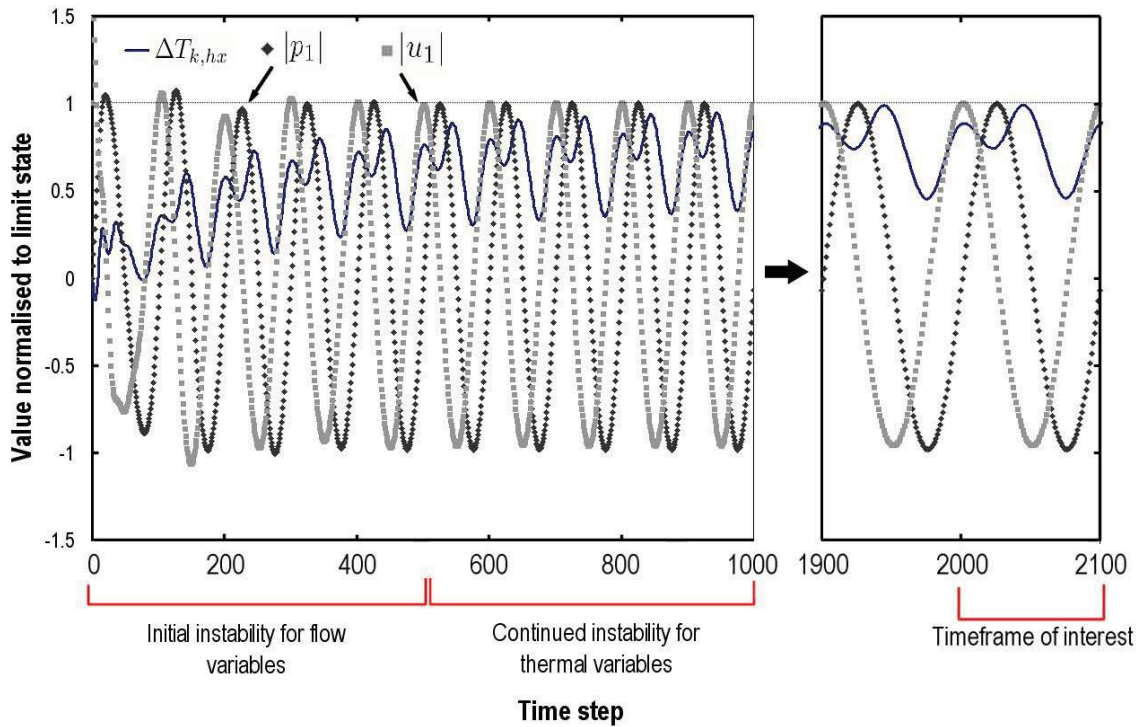 Value normalised to limit state
1.5
1
0.5
0
-0.5
-1
-1.5
ΔT_{k,hx}
|p_1|
|u_1|
0 200 400 600 800 1000
1900 2000 2100
Initial instability for flow
variables
Continued instability for
thermal variables
Timeframe of interest
Time step